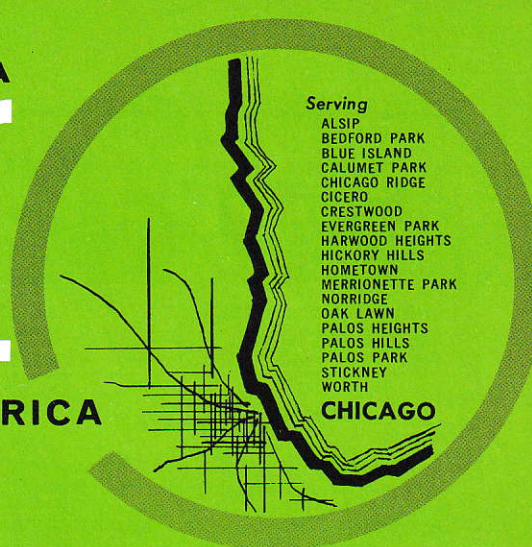 A
Serving
ALSIP
BEDFORD PARK
BLUE ISLAND
CALUMET PARK
CHICAGO RIDGE
CICERO
CRESTWOOD
EVERGREEN PARK
HARWOOD HEIGHTS
HICKORY HILLS
HOMETOWN
MERRIONETTE PARK
NORRIDGE
OAK LAWN
PALOS HEIGHTS
PALOS HILLS
PALOS PARK
STICKNEY
WORTH
CHICAGO
RICA